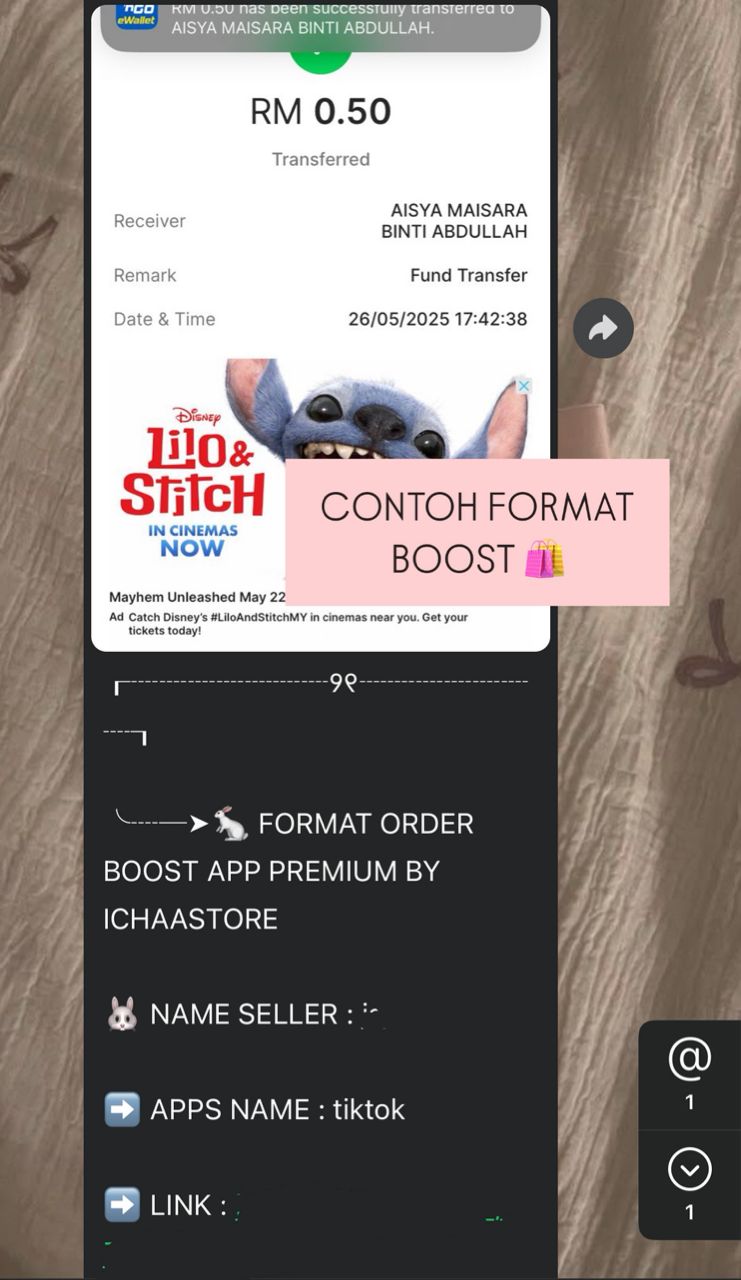 eWallet
RM 0.50 has been successfully transferred to
AISYA MAISARA BINTI ABDULLAH.
RM 0.50
Transferred
Receiver
AISYA MAISARA
BINTI ABDULLAH
Remark
Fund Transfer
Date & Time
26/05/2025 17:42:38
DISNEY
LiLO &
STiTCH
IN CINEMAS
NOW
CONTOH FORMAT
BOOST 🛍️
Mayhem Unleashed May 22
Ad Catch Disney's #LiloAndStitchMY in cinemas near you. Get your
tickets today!
┏-----------------------------୨୧-------------------------
-----┓
╰┈┈┈➤🐇 FORMAT ORDER
BOOST APP PREMIUM BY
ICHAASTORE
🐰 NAME SELLER :
➡️ APPS NAME : tiktok
➡️ LINK :
@
1
1